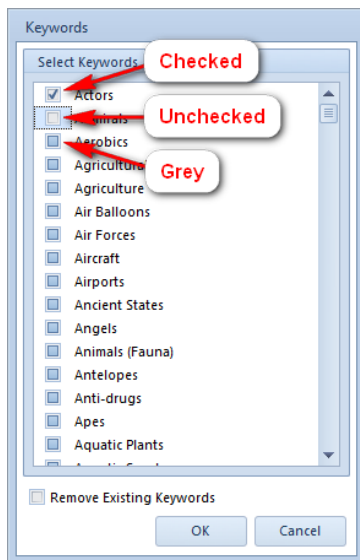 Keywords
Select Keywords
Checked
Actors
Unchecked
Aerobics
Grey
Agricultural
Agriculture
Air Balloons
Air Forces
Aircraft
Airports
Ancient States
Angels
Animals (Fauna)
Antelopes
Anti-drugs
Apes
Aquatic Plants
Remove Existing Keywords
OK Cancel